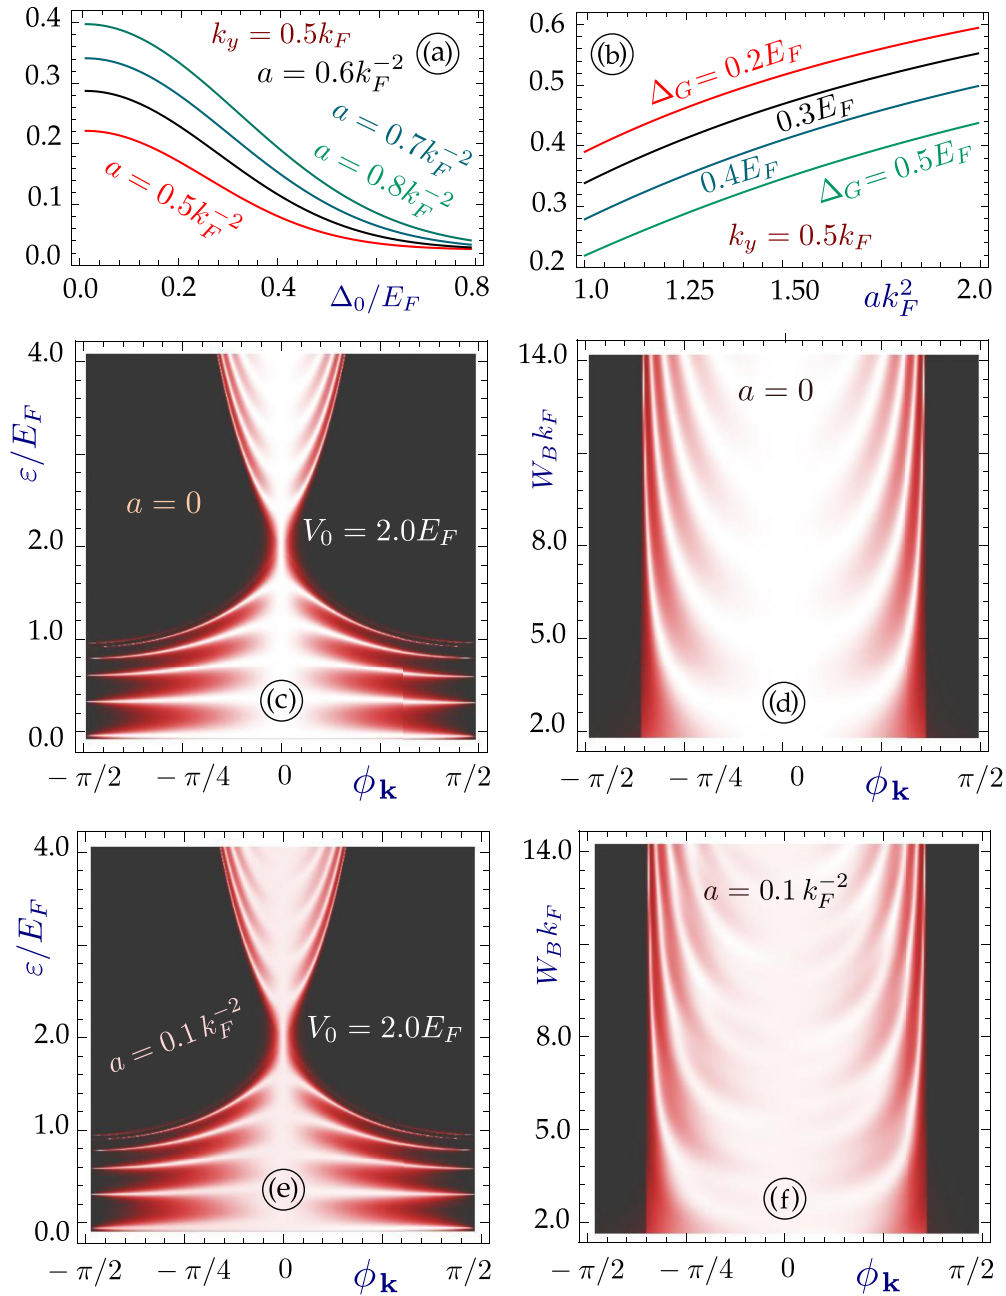 0.4
0.3
0.2
0.1
0.0
k_y = 0.5k_F
(a)
a = 0.6k_F^{-2}
a = 0.7k_F^{-2}
a = 0.8k_F^{-2}
a = 0.5k_F^{-2}
0.0 0.2 0.4 0.8
Δ_0/E_F
0.6
0.5
0.4
0.3
0.2
(b)
Δ_G = 0.2E_F
0.3E_F
0.4E_F
Δ_G = 0.5E_F
k_y = 0.5k_F
1.0 1.25 1.50 2.0
ak_F^2
4.0
2.0
1.0
0.0
ε/E_F
a = 0
V_0 = 2.0E_F
(c)
− π/2 − π/4 0 ϕ_k π/2
14.0
8.0
5.0
2.0
W_B k_F
a = 0
(d)
− π/2 − π/4 0 ϕ_k π/2
4.0
2.0
1.0
0.0
ε/E_F
a = 0.1 k_F^{-2}
V_0 = 2.0E_F
(e)
− π/2 − π/4 0 ϕ_k π/2
14.0
8.0
5.0
2.0
W_B k_F
a = 0.1 k_F^{-2}
(f)
− π/2 − π/4 0 ϕ_k π/2